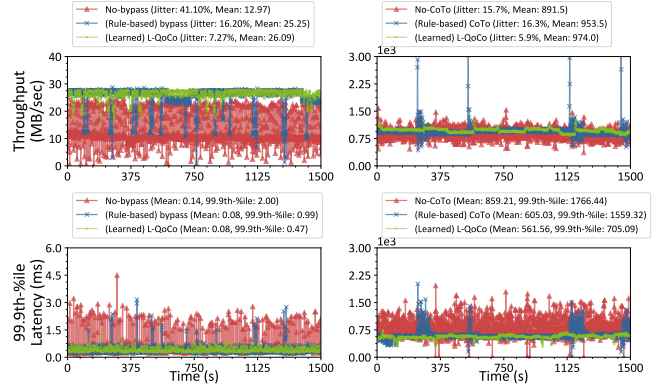 No-bypass (Jitter: 41.10%, Mean: 12.97)
(Rule-based) bypass (Jitter: 16.20%, Mean: 25.25)
(Learned) L-QoCo (Jitter: 7.27%, Mean: 26.09)
No-CoTo (Jitter: 15.7%, Mean: 891.5)
(Rule-based) CoTo (Jitter: 16.3%, Mean: 953.5)
(Learned) L-QoCo (Jitter: 5.9%, Mean: 974.0)
Throughput
(MB/sec)
40
30
20
10
0
0 375 750 1125 1500
1e3
3.00
2.25
1.50
0.75
0.00
0 375 750 1125 1500
No-bypass (Mean: 0.14, 99.9th-%ile: 2.00)
(Rule-based) bypass (Mean: 0.08, 99.9th-%ile: 0.99)
(Learned) L-QoCo (Mean: 0.08, 99.9th-%ile: 0.47)
No-CoTo (Mean: 859.21, 99.9th-%ile: 1766.44)
(Rule-based) CoTo (Mean: 605.03, 99.9th-%ile: 1559.32)
(Learned) L-QoCo (Mean: 561.56, 99.9th-%ile: 705.09)
99.9th-%ile
Latency (ms)
6.0
4.5
3.0
1.5
0.0
0 375 750 1125 1500
Time (s)
1e3
3.00
2.25
1.50
0.75
0.00
0 375 750 1125 1500
Time (s)